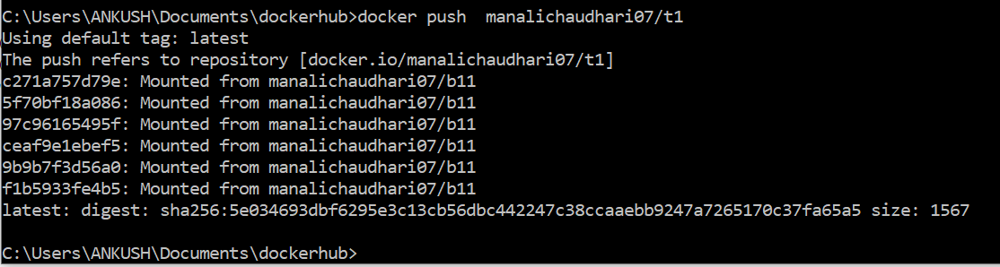 C:\Users\ANKUSH\Documents\dockerhub>docker push  manalichaudhari07/t1
Using default tag: latest
The push refers to repository [docker.io/manalichaudhari07/t1]
c271a757d79e: Mounted from manalichaudhari07/b11
5f70bf18a086: Mounted from manalichaudhari07/b11
97c96165495f: Mounted from manalichaudhari07/b11
ceaf9e1ebef5: Mounted from manalichaudhari07/b11
9b9b7f3d56a0: Mounted from manalichaudhari07/b11
f1b5933fe4b5: Mounted from manalichaudhari07/b11
latest: digest: sha256:5e034693dbf6295e3c13cb56dbc442247c38ccaaebb9247a7265170c37fa65a5 size: 1567
C:\Users\ANKUSH\Documents\dockerhub>